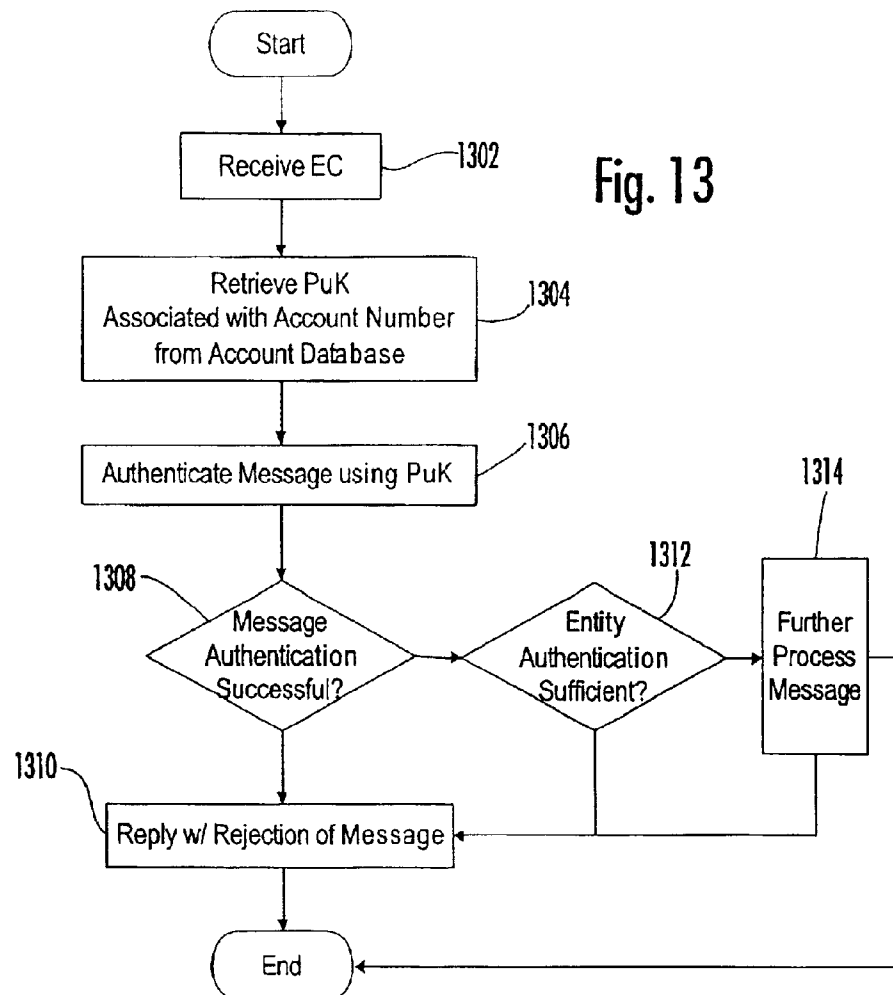 Start
Receive EC
1302
Fig. 13
Retrieve PuK
Associated with Account Number
from Account Database
1304
Authenticate Message using PuK
1306
1308
Message
Authentication
Successful?
1312
Entity
Authentication
Sufficient?
1314
Further
Process
Message
1310
Reply w/ Rejection of Message
End